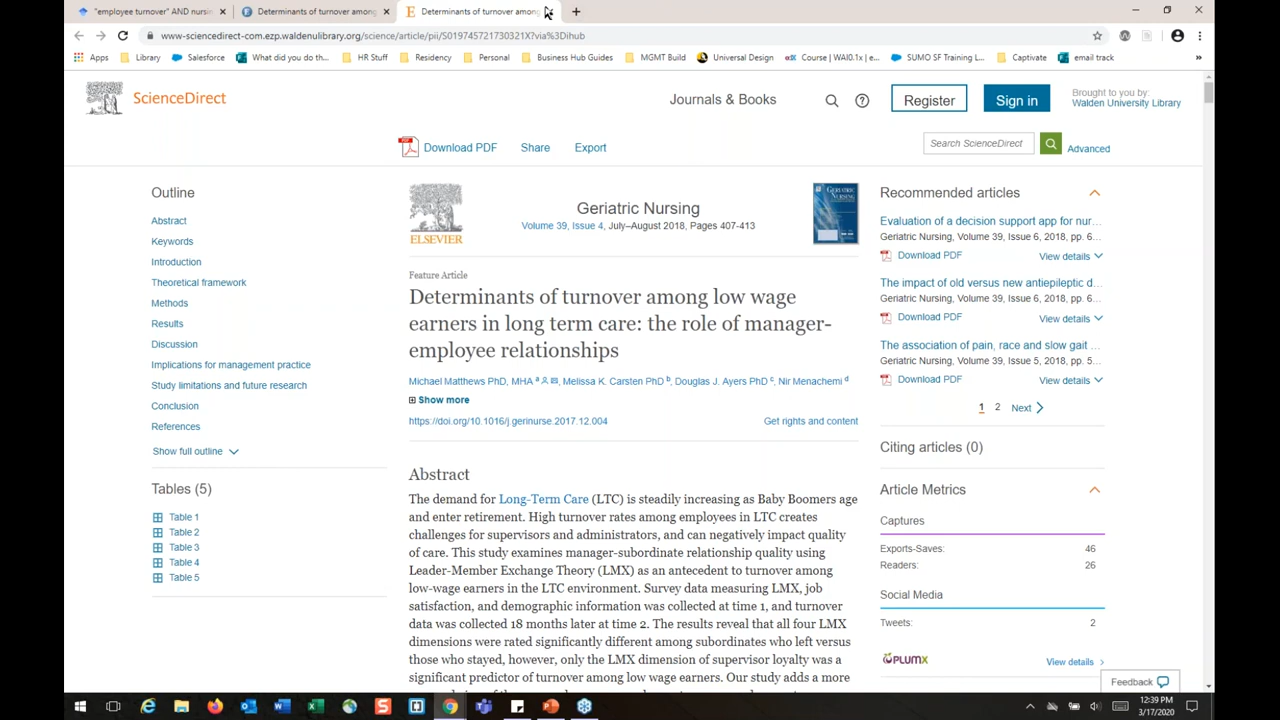 "employee turnover" AND nursin
Determinants of turnover among
Determinants of turnover among
www-sciencedirect-com.ezp.waldenulibrary.org/science/article/pii/S019745721730321X?via%3Dihub
Apps
Library
Salesforce
What did you do th...
HR Stuff
Residency
Personal
Business Hub Guides
MGMT Build
Universal Design
Course | WAI0.1x | e...
SUMO SF Training L...
Captivate
email track
»
ScienceDirect
Journals & Books
Register
Sign in
Brought to you by:
Walden University Library
Download PDF
Share
Export
Search ScienceDirect
Advanced
Outline
Abstract
Keywords
Introduction
Theoretical framework
Methods
Results
Discussion
Implications for management practice
Study limitations and future research
Conclusion
References
Show full outline
Tables (5)
Table 1
Table 2
Table 3
Table 4
Table 5
ELSEVIER
Geriatric Nursing
Volume 39, Issue 4, July–August 2018, Pages 407-413
Feature Article
Determinants of turnover among low wage
earners in long term care: the role of manager-
employee relationships
Michael Matthews PhD, MHA a, Melissa K. Carsten PhD b, Douglas J. Ayers PhD c, Nir Menachemi d
Show more
https://doi.org/10.1016/j.gerinurse.2017.12.004
Get rights and content
Abstract
The demand for Long-Term Care (LTC) is steadily increasing as Baby Boomers age
and enter retirement. High turnover rates among employees in LTC creates
challenges for supervisors and administrators, and can negatively impact quality
of care. This study examines manager-subordinate relationship quality using
Leader-Member Exchange Theory (LMX) as an antecedent to turnover among
low-wage earners in the LTC environment. Survey data measuring LMX, job
satisfaction, and demographic information was collected at time 1, and turnover
data was collected 18 months later at time 2. The results reveal that all four LMX
dimensions were rated significantly different among subordinates who left versus
those who stayed, however, only the LMX dimension of supervisor loyalty was a
significant predictor of turnover among low wage earners. Our study adds a more
Recommended articles
Evaluation of a decision support app for nur...
Geriatric Nursing, Volume 39, Issue 6, 2018, pp. 6...
Download PDF
View details
The impact of old versus new antiepileptic d...
Geriatric Nursing, Volume 39, Issue 6, 2018, pp. 6...
Download PDF
View details
The association of pain, race and slow gait ...
Geriatric Nursing, Volume 39, Issue 5, 2018, pp. 5...
Download PDF
View details
1 2 Next
Citing articles (0)
Article Metrics
Captures
Exports-Saves: 46
Readers: 26
Social Media
Tweets: 2
PLUMX
View details
Feedback
12:39 PM
3/17/2020